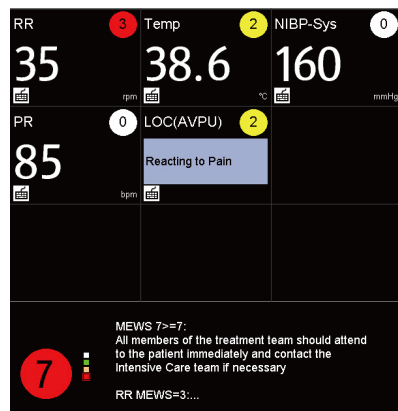 RR 3 Temp 2 NIBP-Sys 0
35 38.6 160
rpm °C mmHg
PR 0 LOC(AVPU) 2
85 Reacting to Pain
bpm
MEWS 7>=7:
All members of the treatment team should attend
to the patient immediately and contact the
Intensive Care team if necessary
7
RR MEWS=3:...